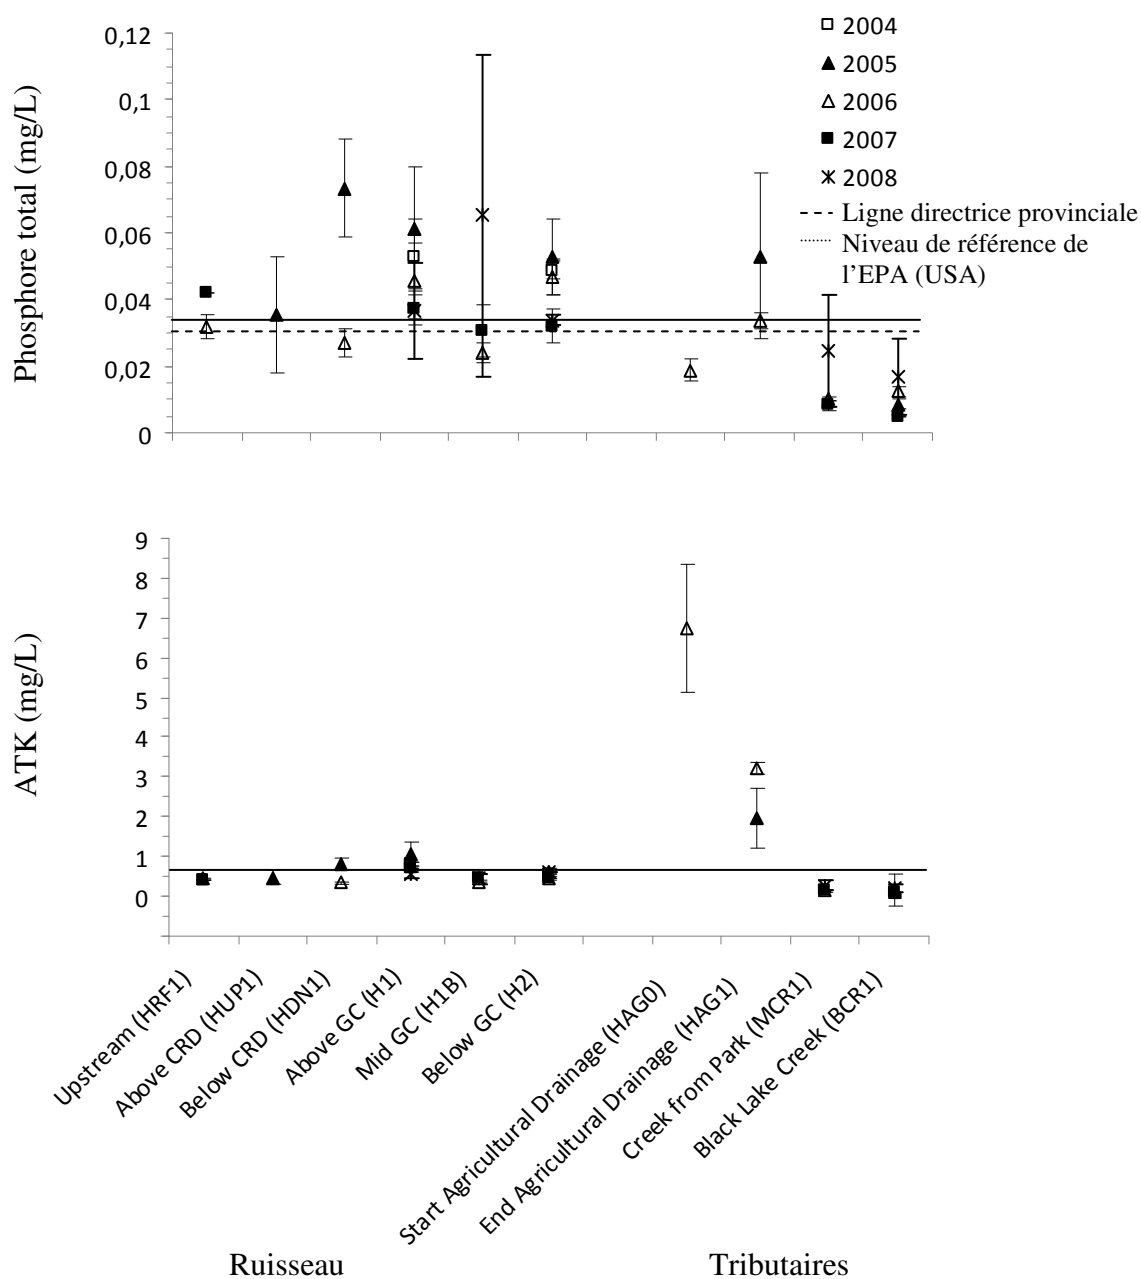 2004
2005
2006
2007
2008
Ligne directrice provinciale
Niveau de référence de
l'EPA (USA)
Phosphore total (mg/L)
0,12
0,1
0,08
0,06
0,04
0,02
0
ATK (mg/L)
9
8
7
6
5
4
3
2
1
0
Upstream (HRF1)
Above CRD (HUP1)
Below CRD (HDN1)
Above GC (H1)
Mid GC (H1B)
Below GC (H2)
Start Agricultural Drainage (HAG0)
End Agricultural Drainage (HAG1)
Creek from Park (MCR1)
Black Lake Creek (BCR1)
Ruisseau
Tributaires